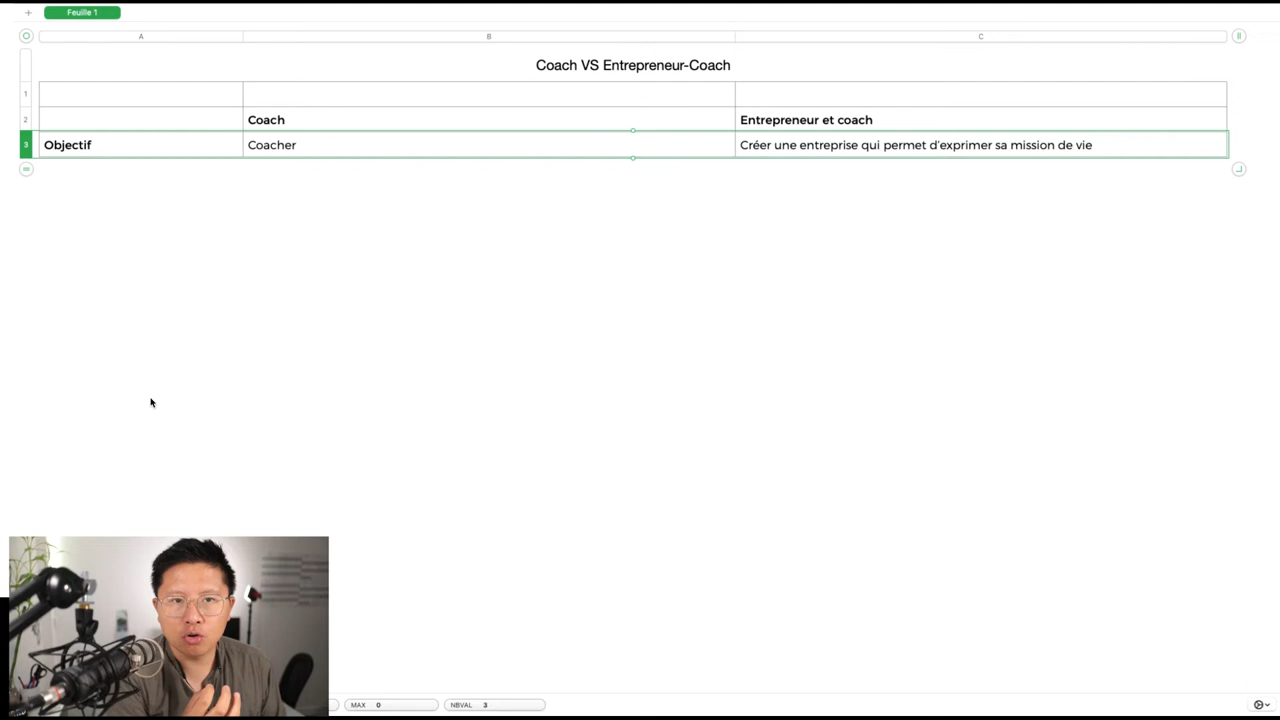 Feuille 1
A B C
Coach VS Entrepreneur-Coach
1
2 Coach Entrepreneur et coach
3 Objectif Coacher Créer une entreprise qui permet d'exprimer sa mission de vie
MAX 0 NBVAL 3